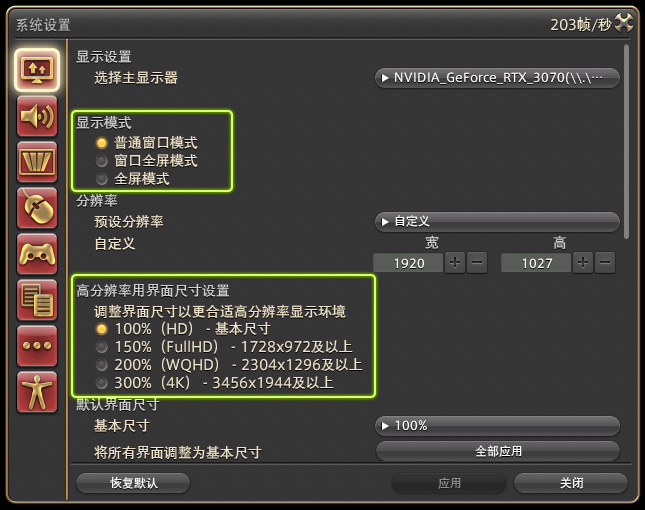 系统设置 203帧/秒
显示设置
选择主显示器 NVIDIA_GeForce_RTX_3070(\\.\…
显示模式
普通窗口模式
窗口全屏模式
全屏模式
分辨率
预设分辨率 自定义
宽 高
自定义 1920 + - 1027 + -
高分辨率用界面尺寸设置
调整界面尺寸以更合适高分辨率显示环境
100%（HD） - 基本尺寸
150%（FullHD） - 1728x972及以上
200%（WQHD） - 2304x1296及以上
300%（4K） - 3456x1944及以上
默认界面尺寸
基本尺寸 100%
将所有界面调整为基本尺寸 全部应用
恢复默认 应用 关闭